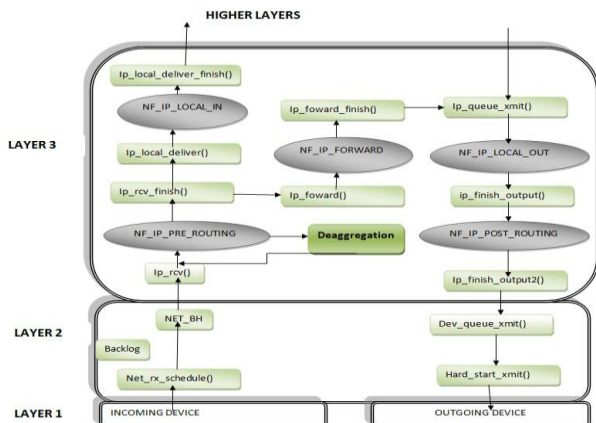 HIGHER LAYERS
Ip_local_deliver_finish()
NF_IP_LOCAL_IN
Ip_foward_finish()
Ip_queue_xmit()
LAYER 3
Ip_local_deliver()
NF_IP_FORWARD
NF_IP_LOCAL_OUT
Ip_rcv_finish()
Ip_foward()
ip_finish_output()
NF_IP_PRE_ROUTING
Deaggregation
NF_IP_POST_ROUTING
Ip_rcv()
Ip_finish_output2()
LAYER 2
NET_BH
Dev_queue_xmit()
Backlog
Net_rx_schedule()
Hard_start_xmit()
LAYER 1
INCOMING DEVICE
OUTGOING DEVICE